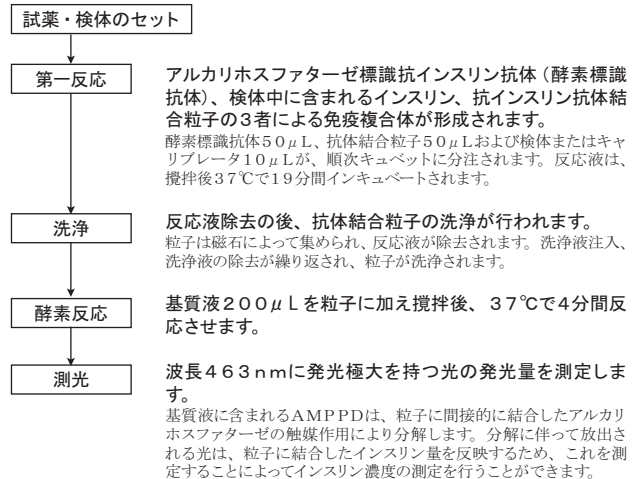 試薬・検体のセット
第一反応
アルカリホスファターゼ標識抗インスリン抗体（酵素標識
抗体）、検体中に含まれるインスリン、抗インスリン抗体結
合粒子の３者による免疫複合体が形成されます。
酵素標識抗体５０μＬ、抗体結合粒子５０μＬおよび検体またはキャ
リブレータ１０μＬが、順次キュベットに分注されます。反応液は、
攪拌後３７℃で１９分間インキュベートされます。
洗浄
反応液除去の後、抗体結合粒子の洗浄が行われます。
粒子は磁石によって集められ、反応液が除去されます。洗浄液注入、
洗浄液の除去が繰り返され、粒子が洗浄されます。
酵素反応
基質液２００μＬを粒子に加え攪拌後、３７℃で４分間反
応させます。
測光
波長４６３ｎｍに発光極大を持つ光の発光量を測定しま
す。
基質液に含まれるＡＭＰＰＤは、粒子に間接的に結合したアルカリ
ホスファターゼの触媒作用により分解します。分解に伴って放出さ
れる光は、粒子に結合したインスリン量を反映するため、これを測
定することによってインスリン濃度の測定を行うことができます。